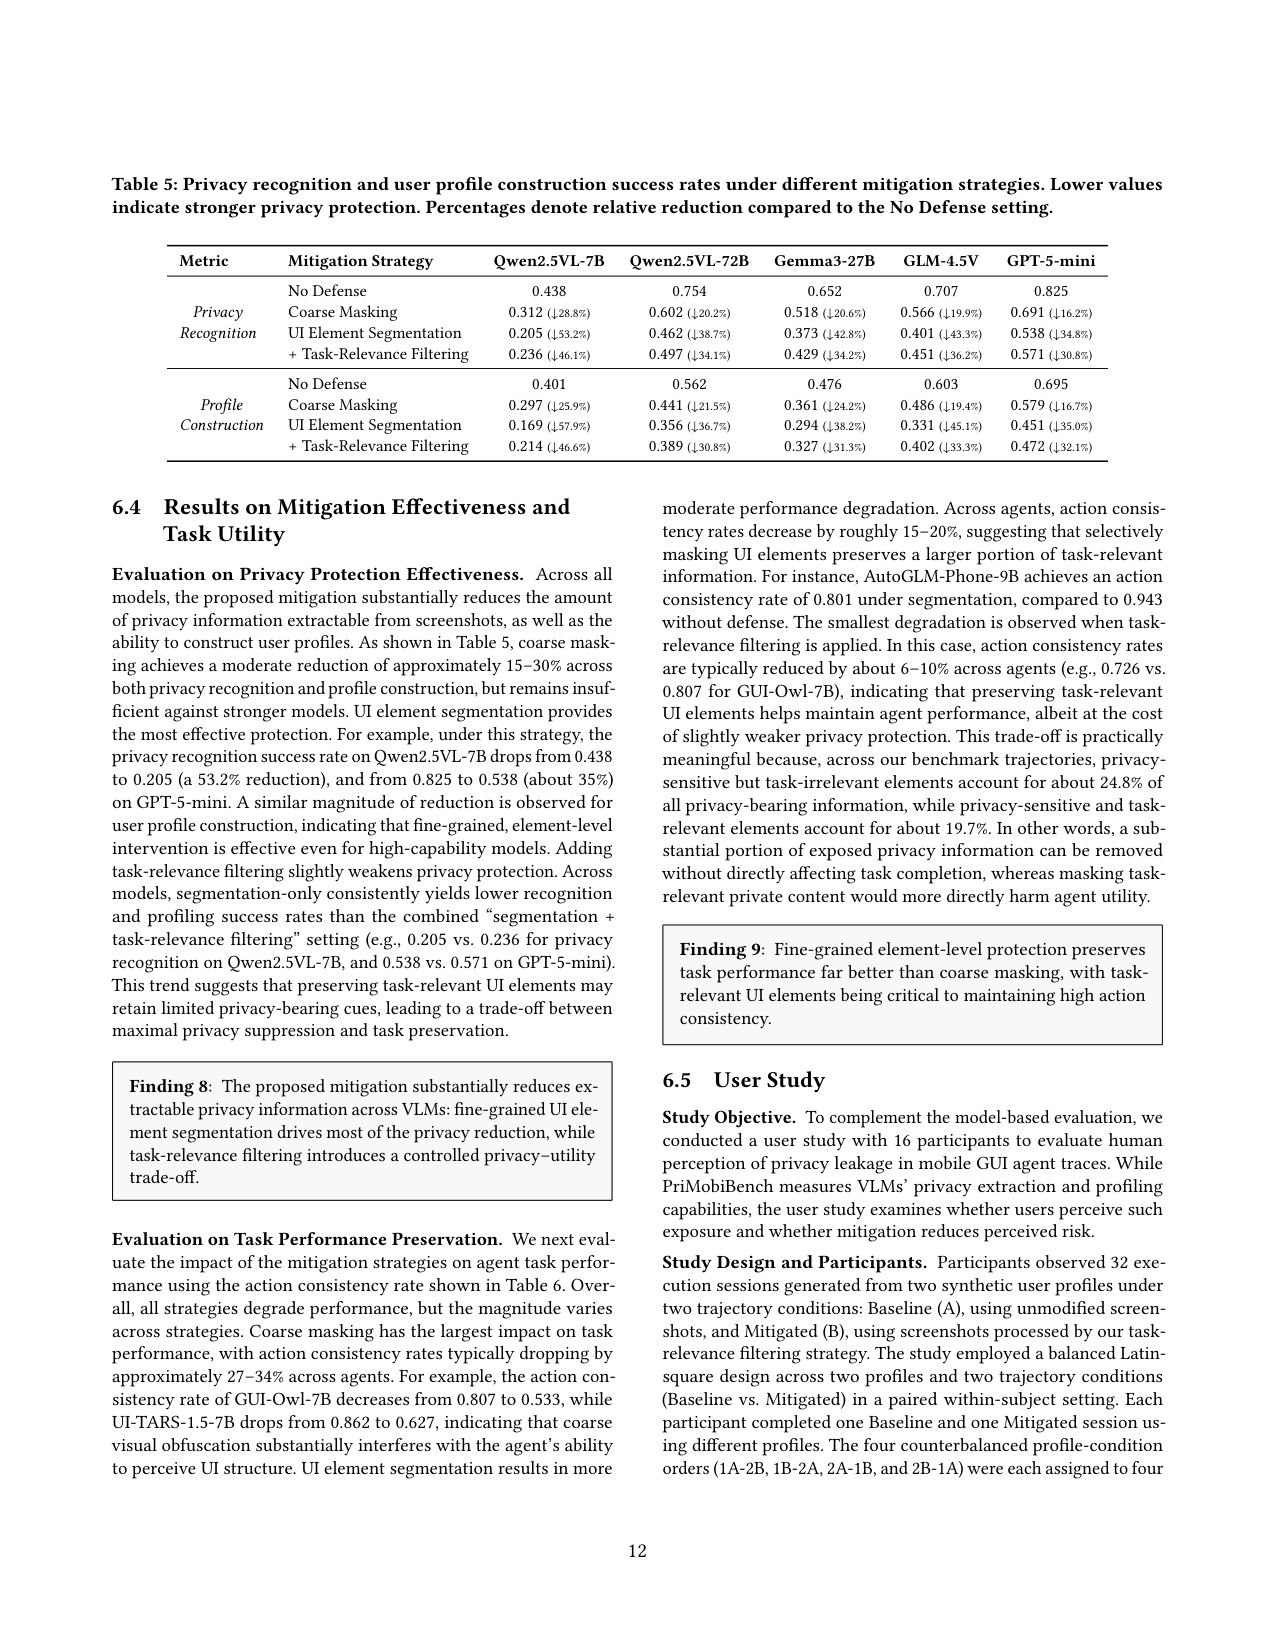 Table 5: Privacy recognition and user profile construction success rates under different mitigation strategies. Lower values
indicate stronger privacy protection. Percentages denote relative reduction compared to the No Defense setting.
Metric Mitigation Strategy Qwen2.5VL-7B Qwen2.5VL-72B Gemma3-27B GLM-4.5V GPT-5-mini
No Defense 0.438 0.754 0.652 0.707 0.825
Privacy Coarse Masking 0.312 (↓28.8%) 0.602 (↓20.2%) 0.518 (↓20.6%) 0.566 (↓19.9%) 0.691 (↓16.2%)
Recognition UI Element Segmentation 0.205 (↓53.2%) 0.462 (↓38.7%) 0.373 (↓42.8%) 0.401 (↓43.3%) 0.538 (↓34.8%)
+ Task-Relevance Filtering 0.236 (↓46.1%) 0.497 (↓34.1%) 0.429 (↓34.2%) 0.451 (↓36.2%) 0.571 (↓30.8%)
No Defense 0.401 0.562 0.476 0.603 0.695
Profile Coarse Masking 0.297 (↓25.9%) 0.441 (↓21.5%) 0.361 (↓24.2%) 0.486 (↓19.4%) 0.579 (↓16.7%)
Construction UI Element Segmentation 0.169 (↓57.9%) 0.356 (↓36.7%) 0.294 (↓38.2%) 0.331 (↓45.1%) 0.451 (↓35.0%)
+ Task-Relevance Filtering 0.214 (↓46.6%) 0.389 (↓30.8%) 0.327 (↓31.3%) 0.402 (↓33.3%) 0.472 (↓32.1%)
6.4 Results on Mitigation Effectiveness and
Task Utility
Evaluation on Privacy Protection Effectiveness. Across all
models, the proposed mitigation substantially reduces the amount
of privacy information extractable from screenshots, as well as the
ability to construct user profiles. As shown in Table 5, coarse mask-
ing achieves a moderate reduction of approximately 15–30% across
both privacy recognition and profile construction, but remains insuf-
ficient against stronger models. UI element segmentation provides
the most effective protection. For example, under this strategy, the
privacy recognition success rate on Qwen2.5VL-7B drops from 0.438
to 0.205 (a 53.2% reduction), and from 0.825 to 0.538 (about 35%)
on GPT-5-mini. A similar magnitude of reduction is observed for
user profile construction, indicating that fine-grained, element-level
intervention is effective even for high-capability models. Adding
task-relevance filtering slightly weakens privacy protection. Across
models, segmentation-only consistently yields lower recognition
and profiling success rates than the combined “segmentation +
task-relevance filtering” setting (e.g., 0.205 vs. 0.236 for privacy
recognition on Qwen2.5VL-7B, and 0.538 vs. 0.571 on GPT-5-mini).
This trend suggests that preserving task-relevant UI elements may
retain limited privacy-bearing cues, leading to a trade-off between
maximal privacy suppression and task preservation.
Finding 8: The proposed mitigation substantially reduces ex-
tractable privacy information across VLMs: fine-grained UI ele-
ment segmentation drives most of the privacy reduction, while
task-relevance filtering introduces a controlled privacy–utility
trade-off.
Evaluation on Task Performance Preservation. We next eval-
uate the impact of the mitigation strategies on agent task perfor-
mance using the action consistency rate shown in Table 6. Over-
all, all strategies degrade performance, but the magnitude varies
across strategies. Coarse masking has the largest impact on task
performance, with action consistency rates typically dropping by
approximately 27–34% across agents. For example, the action con-
sistency rate of GUI-Owl-7B decreases from 0.807 to 0.533, while
UI-TARS-1.5-7B drops from 0.862 to 0.627, indicating that coarse
visual obfuscation substantially interferes with the agent’s ability
to perceive UI structure. UI element segmentation results in more
moderate performance degradation. Across agents, action consis-
tency rates decrease by roughly 15–20%, suggesting that selectively
masking UI elements preserves a larger portion of task-relevant
information. For instance, AutoGLM-Phone-9B achieves an action
consistency rate of 0.801 under segmentation, compared to 0.943
without defense. The smallest degradation is observed when task-
relevance filtering is applied. In this case, action consistency rates
are typically reduced by about 6–10% across agents (e.g., 0.726 vs.
0.807 for GUI-Owl-7B), indicating that preserving task-relevant
UI elements helps maintain agent performance, albeit at the cost
of slightly weaker privacy protection. This trade-off is practically
meaningful because, across our benchmark trajectories, privacy-
sensitive but task-irrelevant elements account for about 24.8% of
all privacy-bearing information, while privacy-sensitive and task-
relevant elements account for about 19.7%. In other words, a sub-
stantial portion of exposed privacy information can be removed
without directly affecting task completion, whereas masking task-
relevant private content would more directly harm agent utility.
Finding 9: Fine-grained element-level protection preserves
task performance far better than coarse masking, with task-
relevant UI elements being critical to maintaining high action
consistency.
6.5 User Study
Study Objective. To complement the model-based evaluation, we
conducted a user study with 16 participants to evaluate human
perception of privacy leakage in mobile GUI agent traces. While
PriMobiBench measures VLMs’ privacy extraction and profiling
capabilities, the user study examines whether users perceive such
exposure and whether mitigation reduces perceived risk.
Study Design and Participants. Participants observed 32 exe-
cution sessions generated from two synthetic user profiles under
two trajectory conditions: Baseline (A), using unmodified screen-
shots, and Mitigated (B), using screenshots processed by our task-
relevance filtering strategy. The study employed a balanced Latin-
square design across two profiles and two trajectory conditions
(Baseline vs. Mitigated) in a paired within-subject setting. Each
participant completed one Baseline and one Mitigated session us-
ing different profiles. The four counterbalanced profile-condition
orders (1A-2B, 1B-2A, 2A-1B, and 2B-1A) were each assigned to four
12